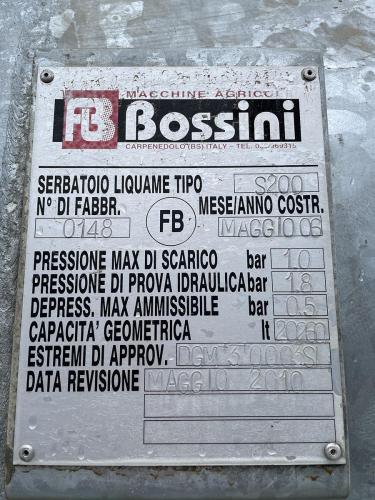 MACCHINE AGRICOLE
FB Bossini
CARPENEDOLO (BS) ITALY - TEL.
SERBATOIO LIQUAME TIPO S200
N° DI FABBR. MESE/ANNO COSTR.
0148 FB MAGGIO 06
PRESSIONE MAX DI SCARICO bar 1.0
PRESSIONE DI PROVA IDRAULICA bar 1.8
DEPRESS. MAX AMMISSIBILE bar 0.5
CAPACITA' GEOMETRICA lt 20260
ESTREMI DI APPROV.
DATA REVISIONE MAGGIO 2010